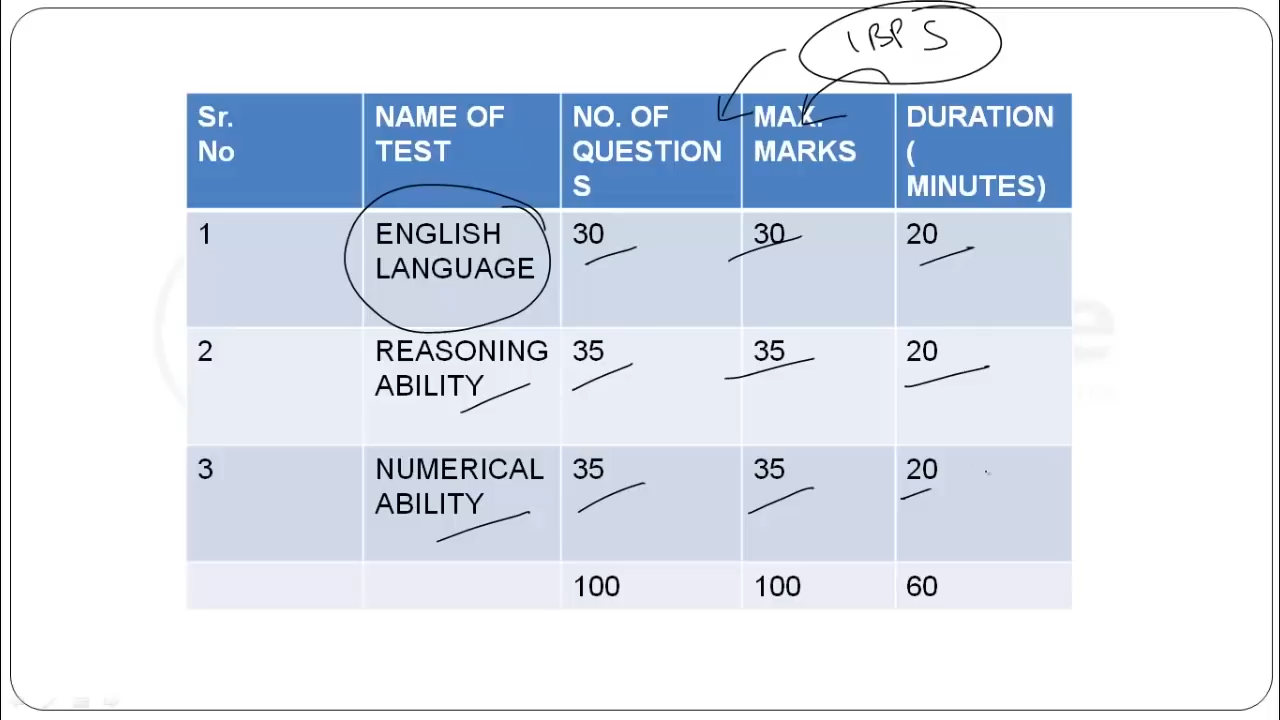 IBPS
Sr. No NAME OF TEST NO. OF QUESTIONS MAX. MARKS DURATION ( MINUTES)
1 ENGLISH LANGUAGE 30 30 20
2 REASONING ABILITY 35 35 20
3 NUMERICAL ABILITY 35 35 20
100 100 60